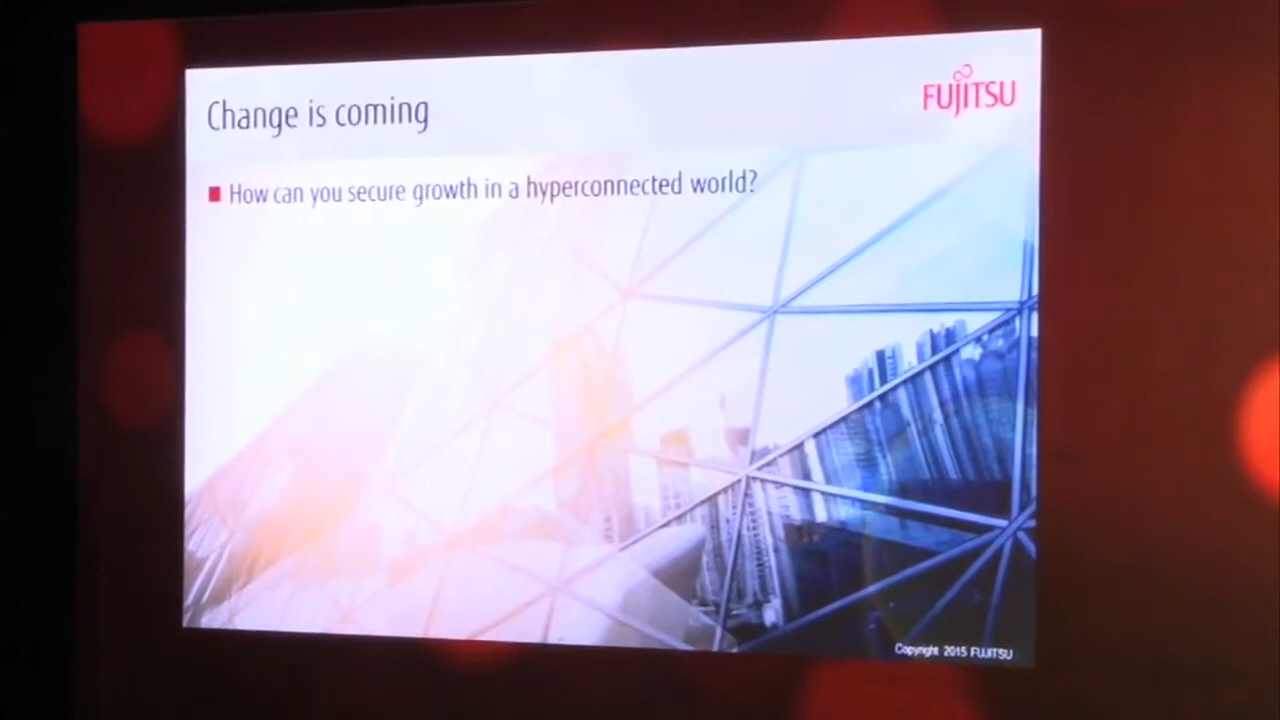 Change is coming
FUJITSU
How can you secure growth in a hyperconnected world?
Copyright 2015 FUJITSU